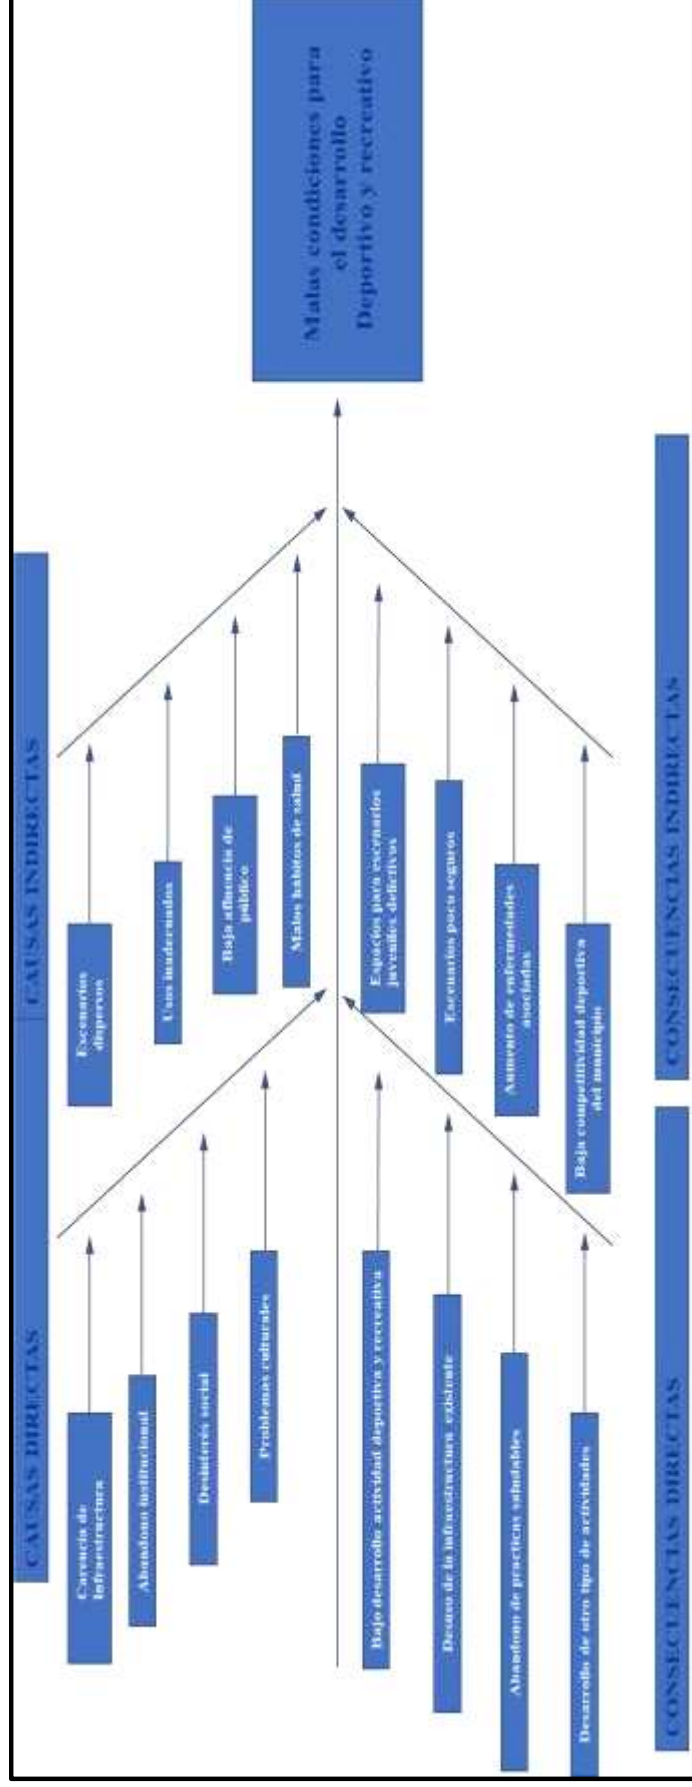 CAUSAS DIRECTAS
CAUSAS INDIRECTAS
Carencia de
Infraestructura
Abandono institucional
Desinterés social
Problemas culturales
Escenarios
dispersos
Usos inadecuados
Baja afluencia de
público
Malos hábitos de salud
Malas condiciones para
el desarrollo
Deportivo y recreativo
Bajo desarrollo actividad deportiva y recreativa
Desuso de la infraestructura existente
Abandono de practicas saludables
Desarrollo de otro tipo de actividades
Espacios para escenarios
juveniles delictivos
Escenarios poco seguros
Aumento de enfermedades
asociadas
Baja competitividad deportiva
del municipio
CONSECUENCIAS DIRECTAS
CONSECUENCIAS INDIRECTAS